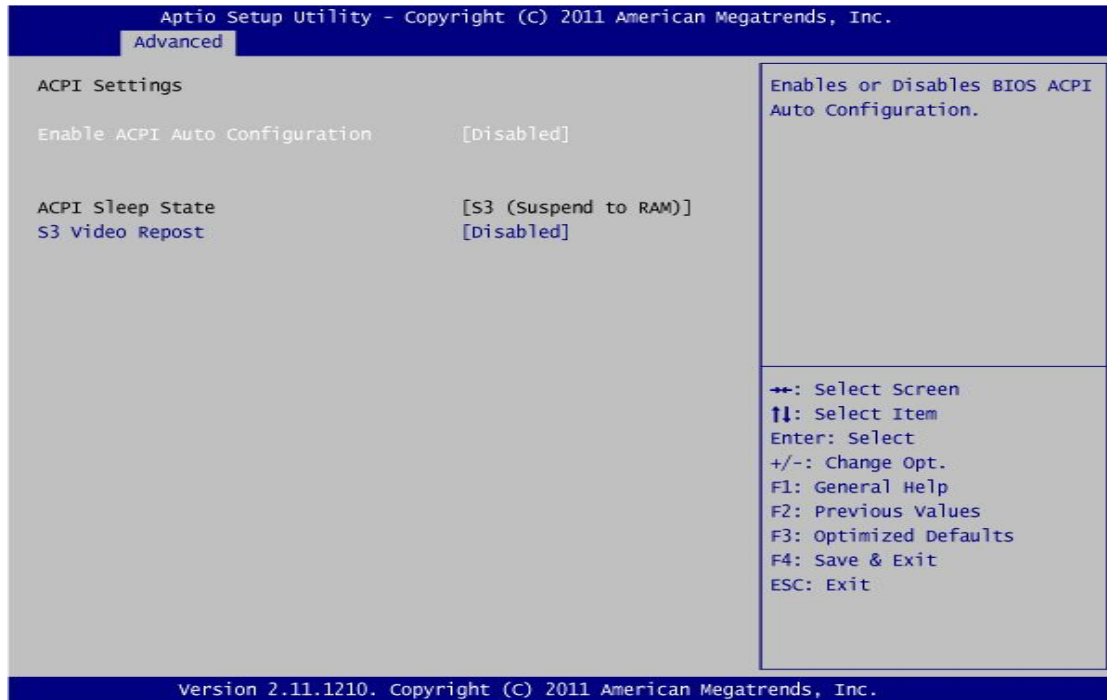 Aptio Setup Utility - Copyright (C) 2011 American Megatrends, Inc.
Advanced
ACPI Settings
Enable ACPI Auto Configuration [Disabled]
ACPI Sleep State [S3 (Suspend to RAM)]
S3 Video Repost [Disabled]
Enables or Disables BIOS ACPI
Auto Configuration.
→←: Select Screen
↑↓: Select Item
Enter: Select
+/-: Change Opt.
F1: General Help
F2: Previous Values
F3: Optimized Defaults
F4: Save & Exit
ESC: Exit
Version 2.11.1210. Copyright (C) 2011 American Megatrends, Inc.